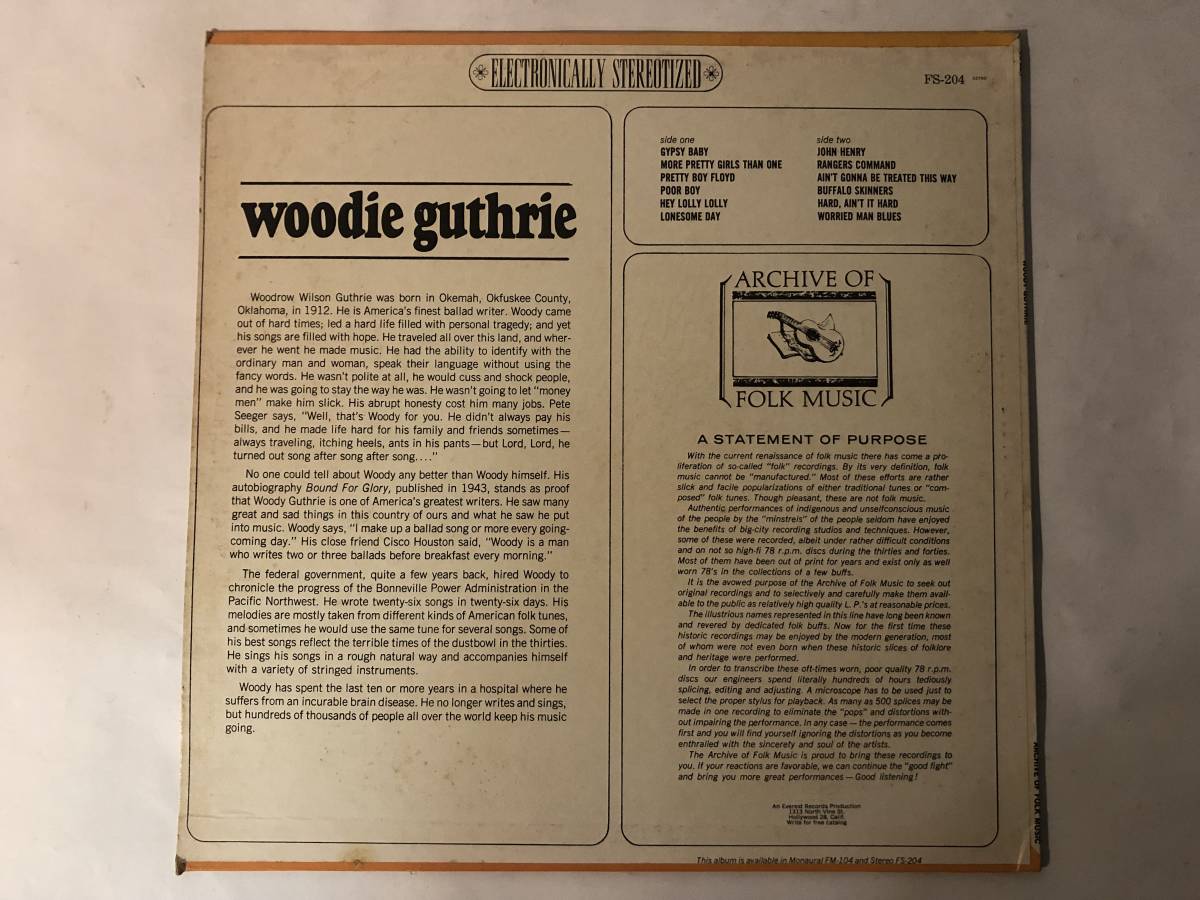 ELECTRONICALLY STEREOTIZED
FS-204 STEREO
woodie guthrie
Woodrow Wilson Guthrie was born in Okemah, Okfuskee County,
Oklahoma, in 1912. He is America's finest ballad writer. Woody came
out of hard times; led a hard life filled with personal tragedy; and yet
his songs are filled with hope. He traveled all over this land, and wher-
ever he went he made music. He had the ability to identify with the
ordinary man and woman, speak their language without using the
fancy words. He wasn't polite at all, he would cuss and shock people,
and he was going to stay the way he was. He wasn't going to let "money
men" make him slick. His abrupt honesty cost him many jobs. Pete
Seeger says, "Well, that's Woody for you. He didn't always pay his
bills, and he made life hard for his family and friends sometimes—
always traveling, itching heels, ants in his pants—but Lord, Lord, he
turned out song after song after song...."
No one could tell about Woody any better than Woody himself. His
autobiography Bound For Glory, published in 1943, stands as proof
that Woody Guthrie is one of America's greatest writers. He saw many
great and sad things in this country of ours and what he saw he put
into music. Woody says, "I make up a ballad song or more every going-
coming day." His close friend Cisco Houston said, "Woody is a man
who writes two or three ballads before breakfast every morning."
The federal government, quite a few years back, hired Woody to
chronicle the progress of the Bonneville Power Administration in the
Pacific Northwest. He wrote twenty-six songs in twenty-six days. His
melodies are mostly taken from different kinds of American folk tunes,
and sometimes he would use the same tune for several songs. Some of
his best songs reflect the terrible times of the dustbowl in the thirties.
He sings his songs in a rough natural way and accompanies himself
with a variety of stringed instruments.
Woody has spent the last ten or more years in a hospital where he
suffers from an incurable brain disease. He no longer writes and sings,
but hundreds of thousands of people all over the world keep his music
going.
side one
GYPSY BABY
MORE PRETTY GIRLS THAN ONE
PRETTY BOY FLOYD
POOR BOY
HEY LOLLY LOLLY
LONESOME DAY
side two
JOHN HENRY
RANGERS COMMAND
AIN'T GONNA BE TREATED THIS WAY
BUFFALO SKINNERS
HARD, AIN'T IT HARD
WORRIED MAN BLUES
ARCHIVE OF
FOLK MUSIC
A STATEMENT OF PURPOSE
With the current renaissance of folk music there has come a pro-
liferation of so-called "folk" recordings. By its very definition, folk
music cannot be "manufactured." Most of these efforts are rather
slick and facile popularizations of either traditional tunes or "com-
posed" folk tunes. Though pleasant, these are not folk music.
Authentic performances of indigenous and unselfconscious music
of the people by the "minstrels" of the people seldom have enjoyed
the benefits of big-city recording studios and techniques. However,
some of these were recorded, albeit under rather difficult conditions
and on not so high-fi 78 r.p.m. discs during the thirties and forties.
Most of them have been out of print for years and exist only as well
worn 78's in the collections of a few buffs.
It is the avowed purpose of the Archive of Folk Music to seek out
original recordings and to selectively and carefully make them avail-
able to the public as relatively high quality L.P.'s at reasonable prices.
The illustrious names represented in this line have long been known
and revered by dedicated folk buffs. Now for the first time these
historic recordings may be enjoyed by the modern generation, most
of whom were not even born when these historic slices of folklore
and heritage were performed.
In order to transcribe these oft-times worn, poor quality 78 r.p.m.
discs our engineers spend literally hundreds of hours tediously
splicing, editing and adjusting. A microscope has to be used just to
select the proper stylus for playback. As many as 500 splices may be
made in one recording to eliminate the "pops" and distortions with-
out impairing the performance. In any case — the performance comes
first and you will find yourself ignoring the distortions as you become
enthralled with the sincerety and soul of the artists.
The Archive of Folk Music is proud to bring these recordings to
you. If your reactions are favorable, we can continue the "good fight"
and bring you more great performances — Good listening!
An Everest Records Production
1313 North Vine St.
Hollywood 28, Calif.
Write for free catalog
This album is available in Monaural FM-104 and Stereo FS-204
WOODY GUTHRIE
ARCHIVE OF FOLK MUSIC